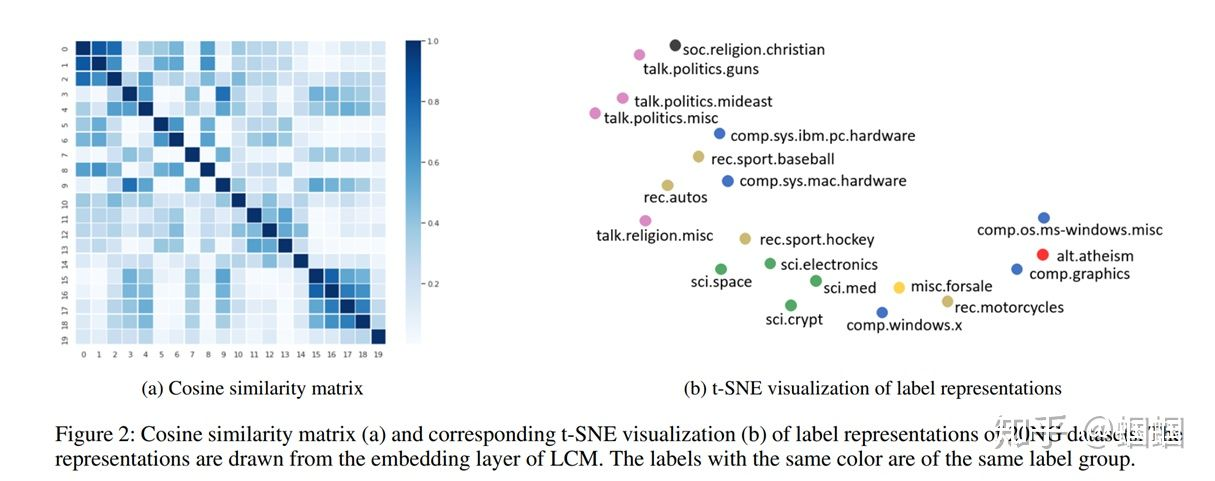 0
1
2
3
4
5
6
7
8
9
10
11
12
13
14
15
16
17
18
19
0 1 2 3 4 5 6 7 8 9 10 11 12 13 14 15 16 17 18 19
1.0
0.8
0.6
0.4
0.2
(a) Cosine similarity matrix
soc.religion.christian
talk.politics.guns
talk.politics.mideast
talk.politics.misc
comp.sys.ibm.pc.hardware
rec.sport.baseball
comp.sys.mac.hardware
rec.autos
talk.religion.misc
comp.os.ms-windows.misc
rec.sport.hockey
alt.atheism
sci.electronics
comp.graphics
sci.space
sci.med
misc.forsale
rec.motorcycles
sci.crypt
comp.windows.x
(b) t-SNE visualization of label representations
Figure 2: Cosine similarity matrix (a) and corresponding t-SNE visualization (b) of label representations of 20NG dataset. The
representations are drawn from the embedding layer of LCM. The labels with the same color are of the same label group.
知乎 @蝈蝈